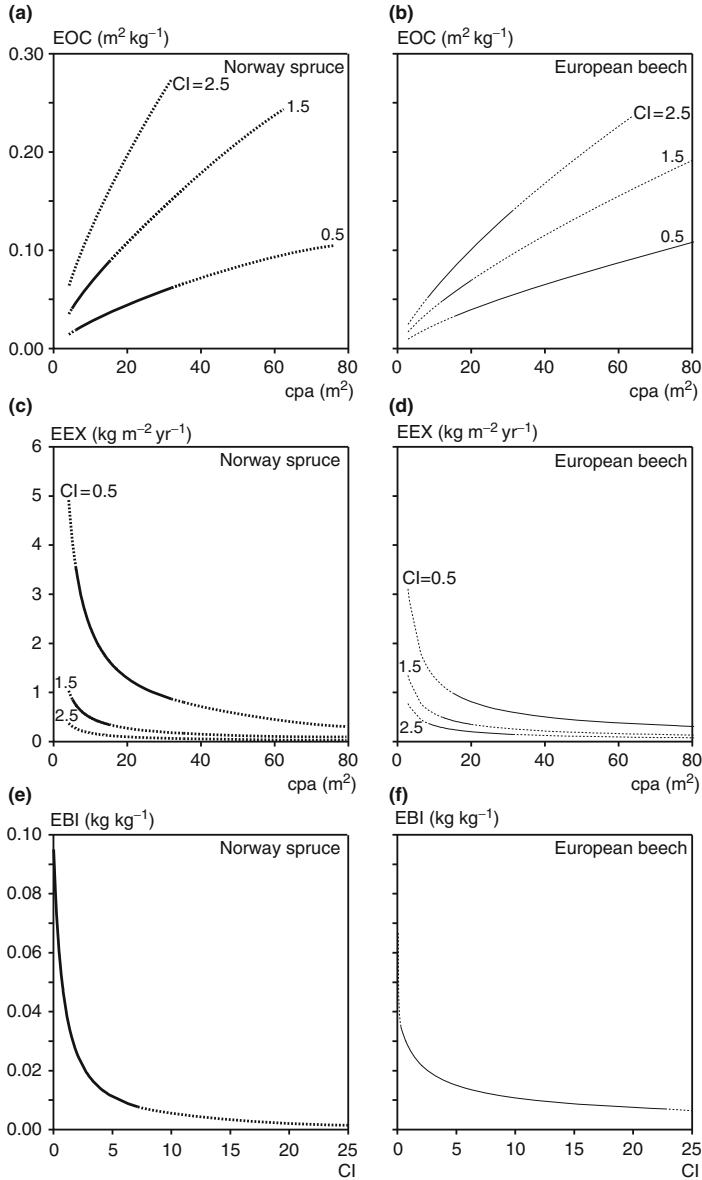 (a)
EOC (m² kg⁻¹)
Norway spruce
CI=2.5
1.5
0.5
0.30
0.20
0.10
0.00
0 20 40 60 80
cpa (m²)
(b)
EOC (m² kg⁻¹)
European beech
CI=2.5
1.5
0.5
0 20 40 60 80
cpa (m²)
(c)
EEX (kg m⁻² yr⁻¹)
Norway spruce
CI=0.5
1.5
2.5
6
5
4
3
2
1
0
0 20 40 60 80
cpa (m²)
(d)
EEX (kg m⁻² yr⁻¹)
European beech
CI=0.5
1.5
2.5
0 20 40 60 80
cpa (m²)
(e)
EBI (kg kg⁻¹)
Norway spruce
0.10
0.08
0.06
0.04
0.02
0.00
0 5 10 15 20 25
CI
(f)
EBI (kg kg⁻¹)
European beech
0 5 10 15 20 25
CI